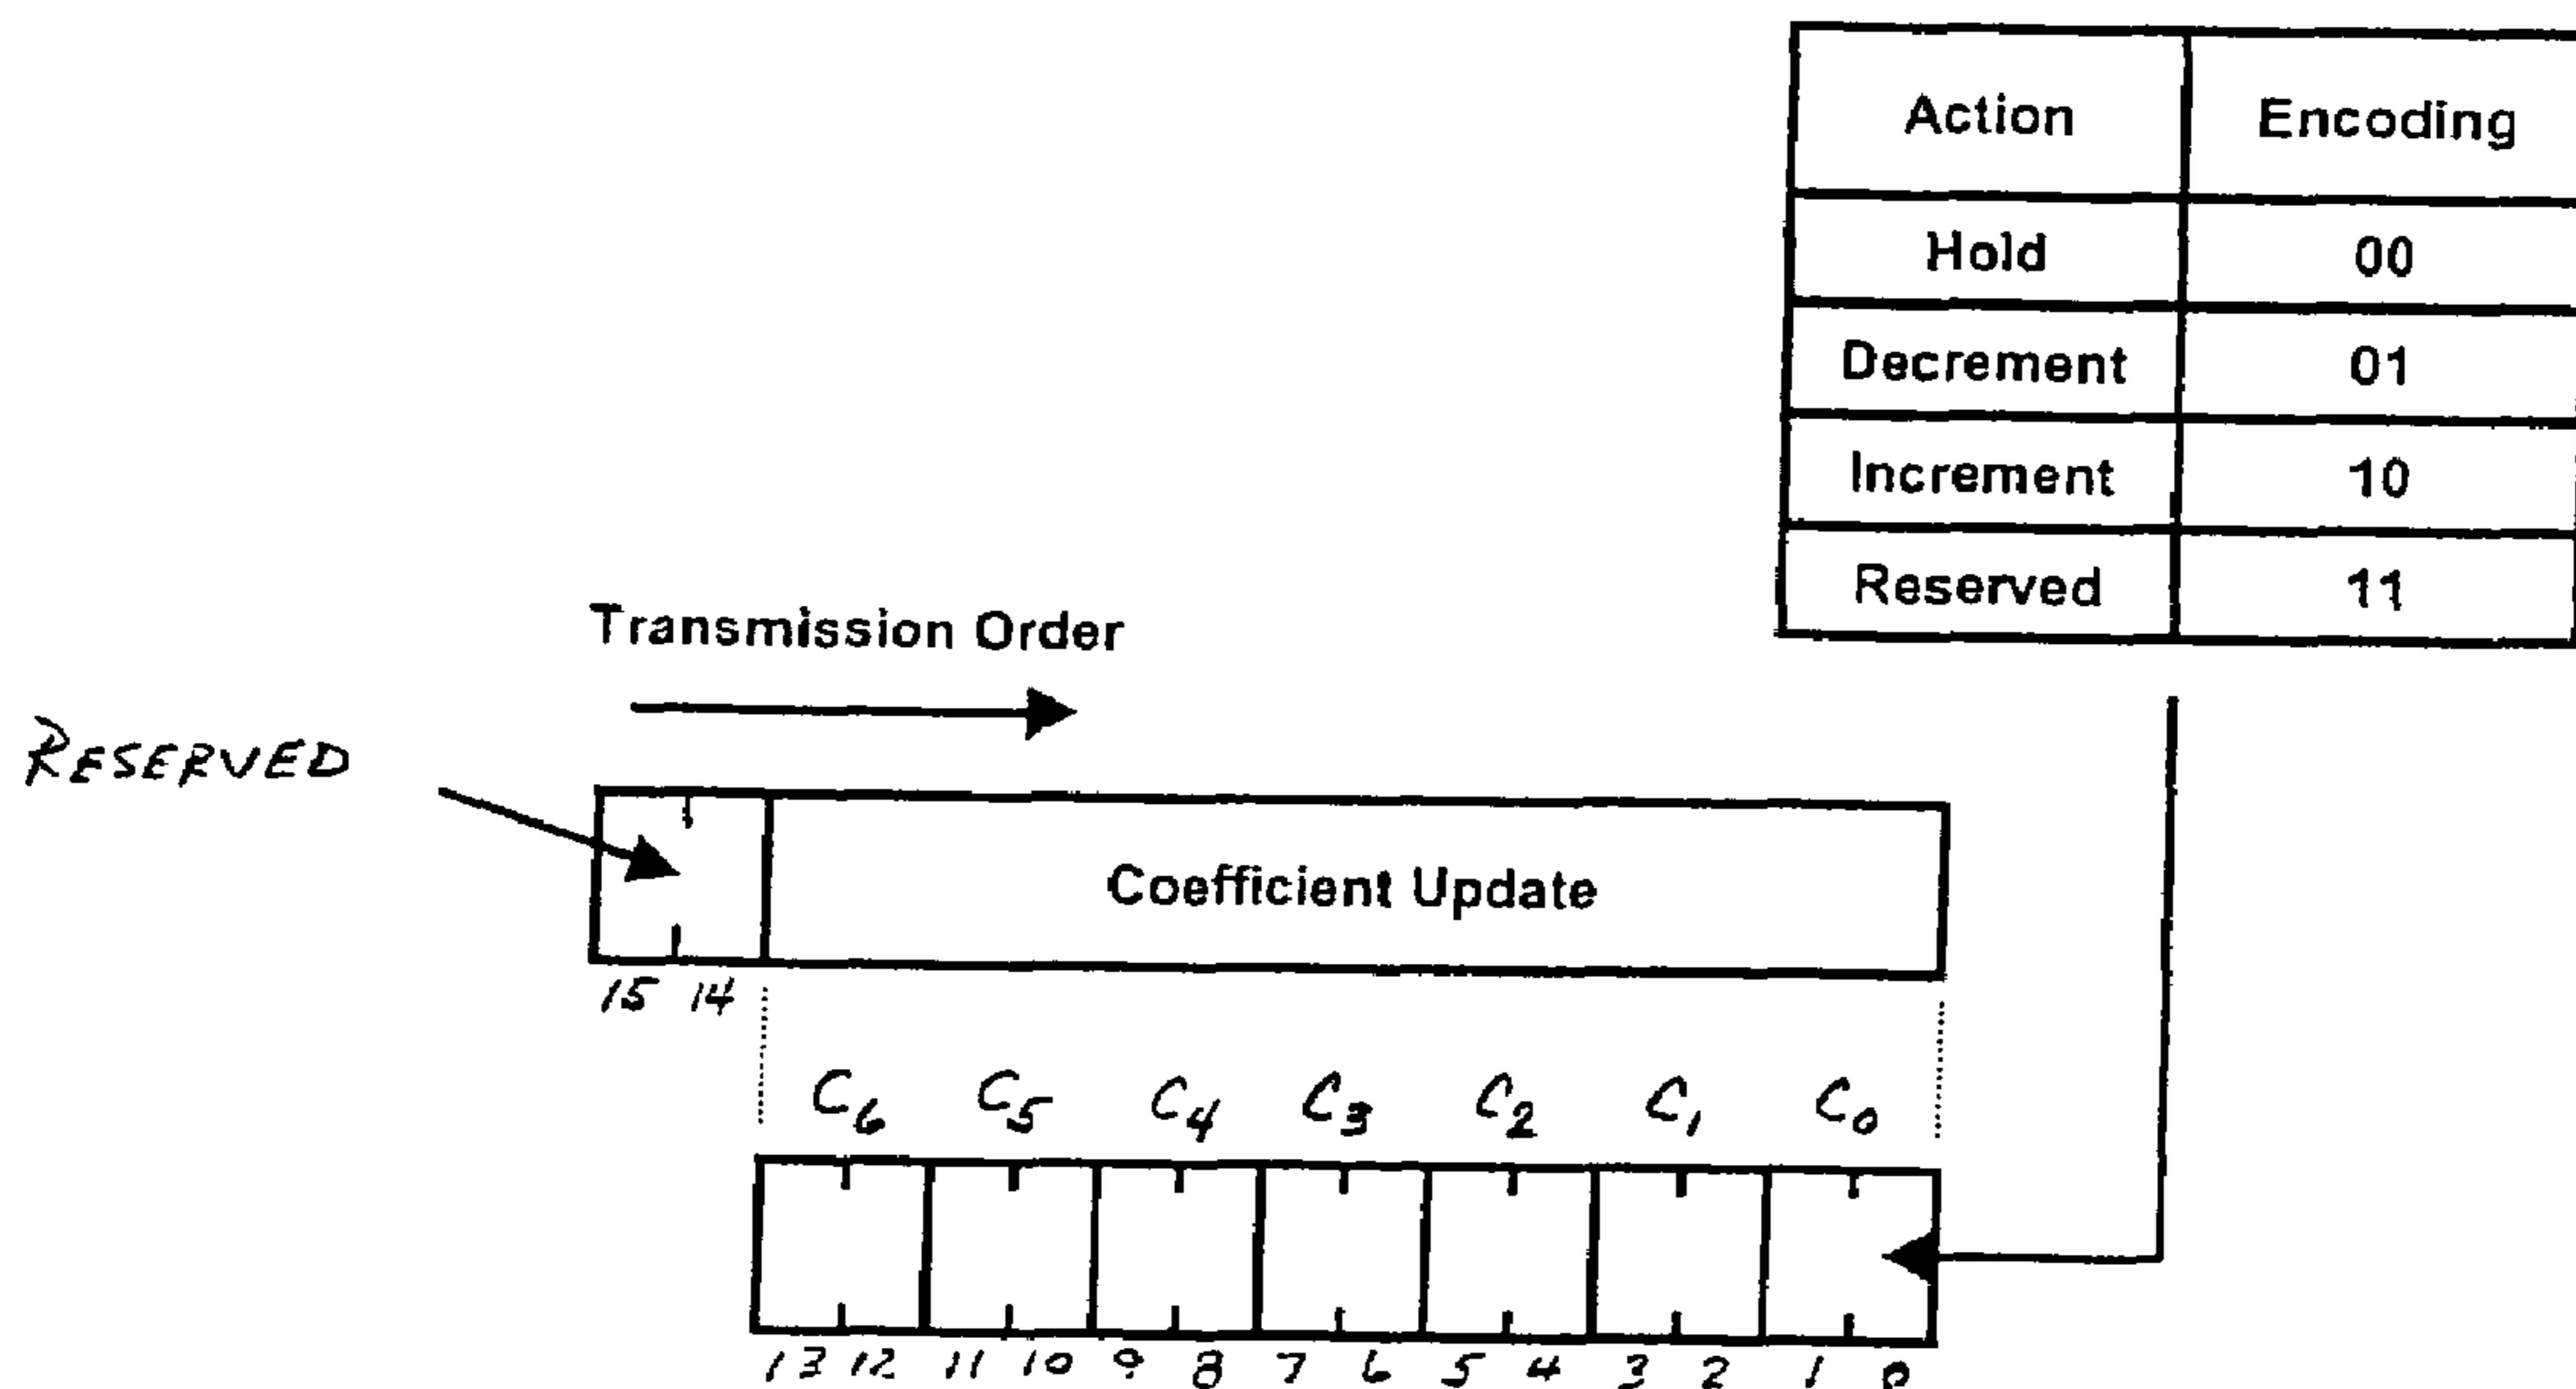 Action Encoding
Hold 00
Decrement 01
Increment 10
Reserved 11
Transmission Order
RESERVED
Coefficient Update
15 14
C6 C5 C4 C3 C2 C1 C0
13 12 11 10 9 8 7 6 5 4 3 2 1 0